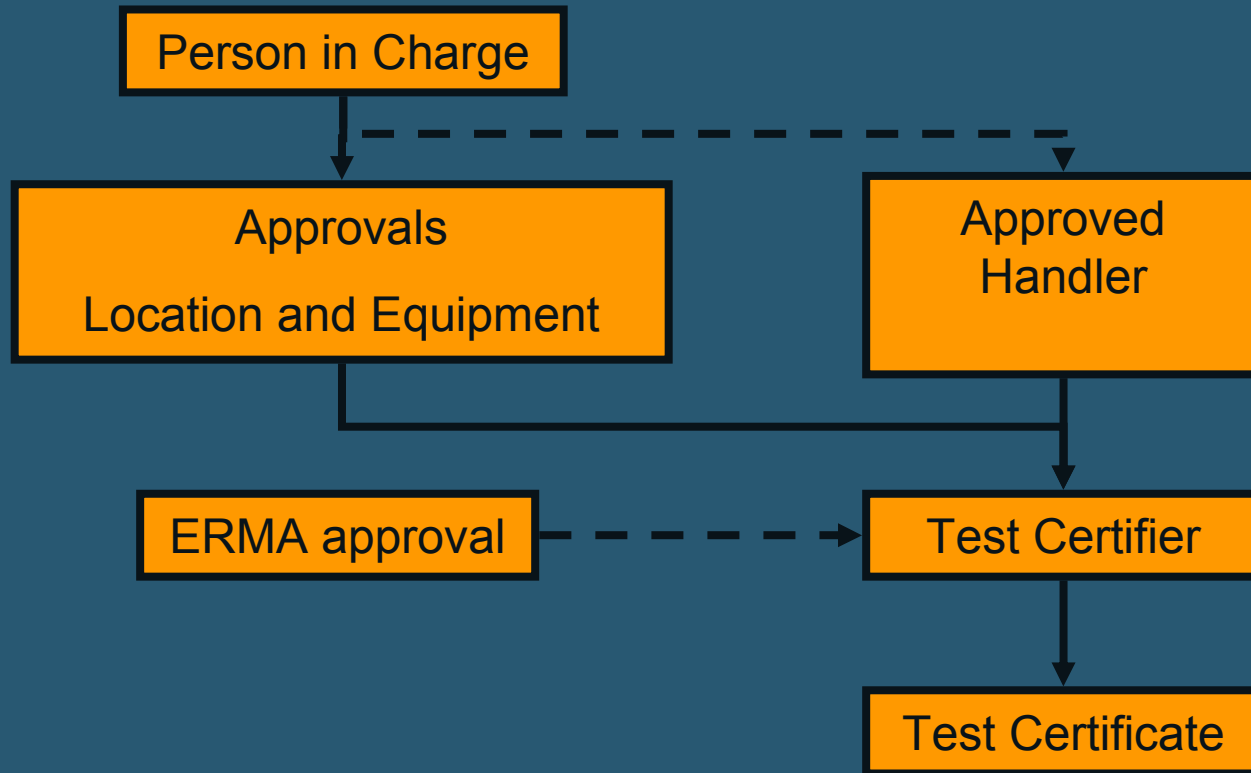 Person in Charge
Approvals
Location and Equipment
Approved
Handler
ERMA approval
Test Certifier
Test Certificate